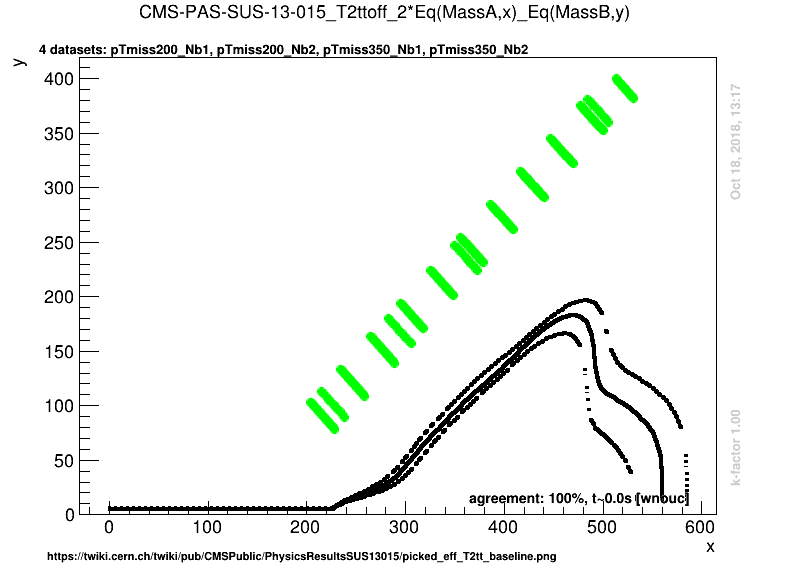 CMS-PAS-SUS-13-015_T2ttoff_2*Eq(MassA,x)_Eq(MassB,y)
4 datasets: pTmiss200_Nb1, pTmiss200_Nb2, pTmiss350_Nb1, pTmiss350_Nb2
y
400
350
300
250
200
150
100
50
0
0 100 200 300 400 500 600
x
agreement: 100%, t~0.0s [wnouc]
Oct 18, 2018, 13:17
k-factor 1.00
https://twiki.cern.ch/twiki/pub/CMSPublic/PhysicsResultsSUS13015/picked_eff_T2tt_baseline.png